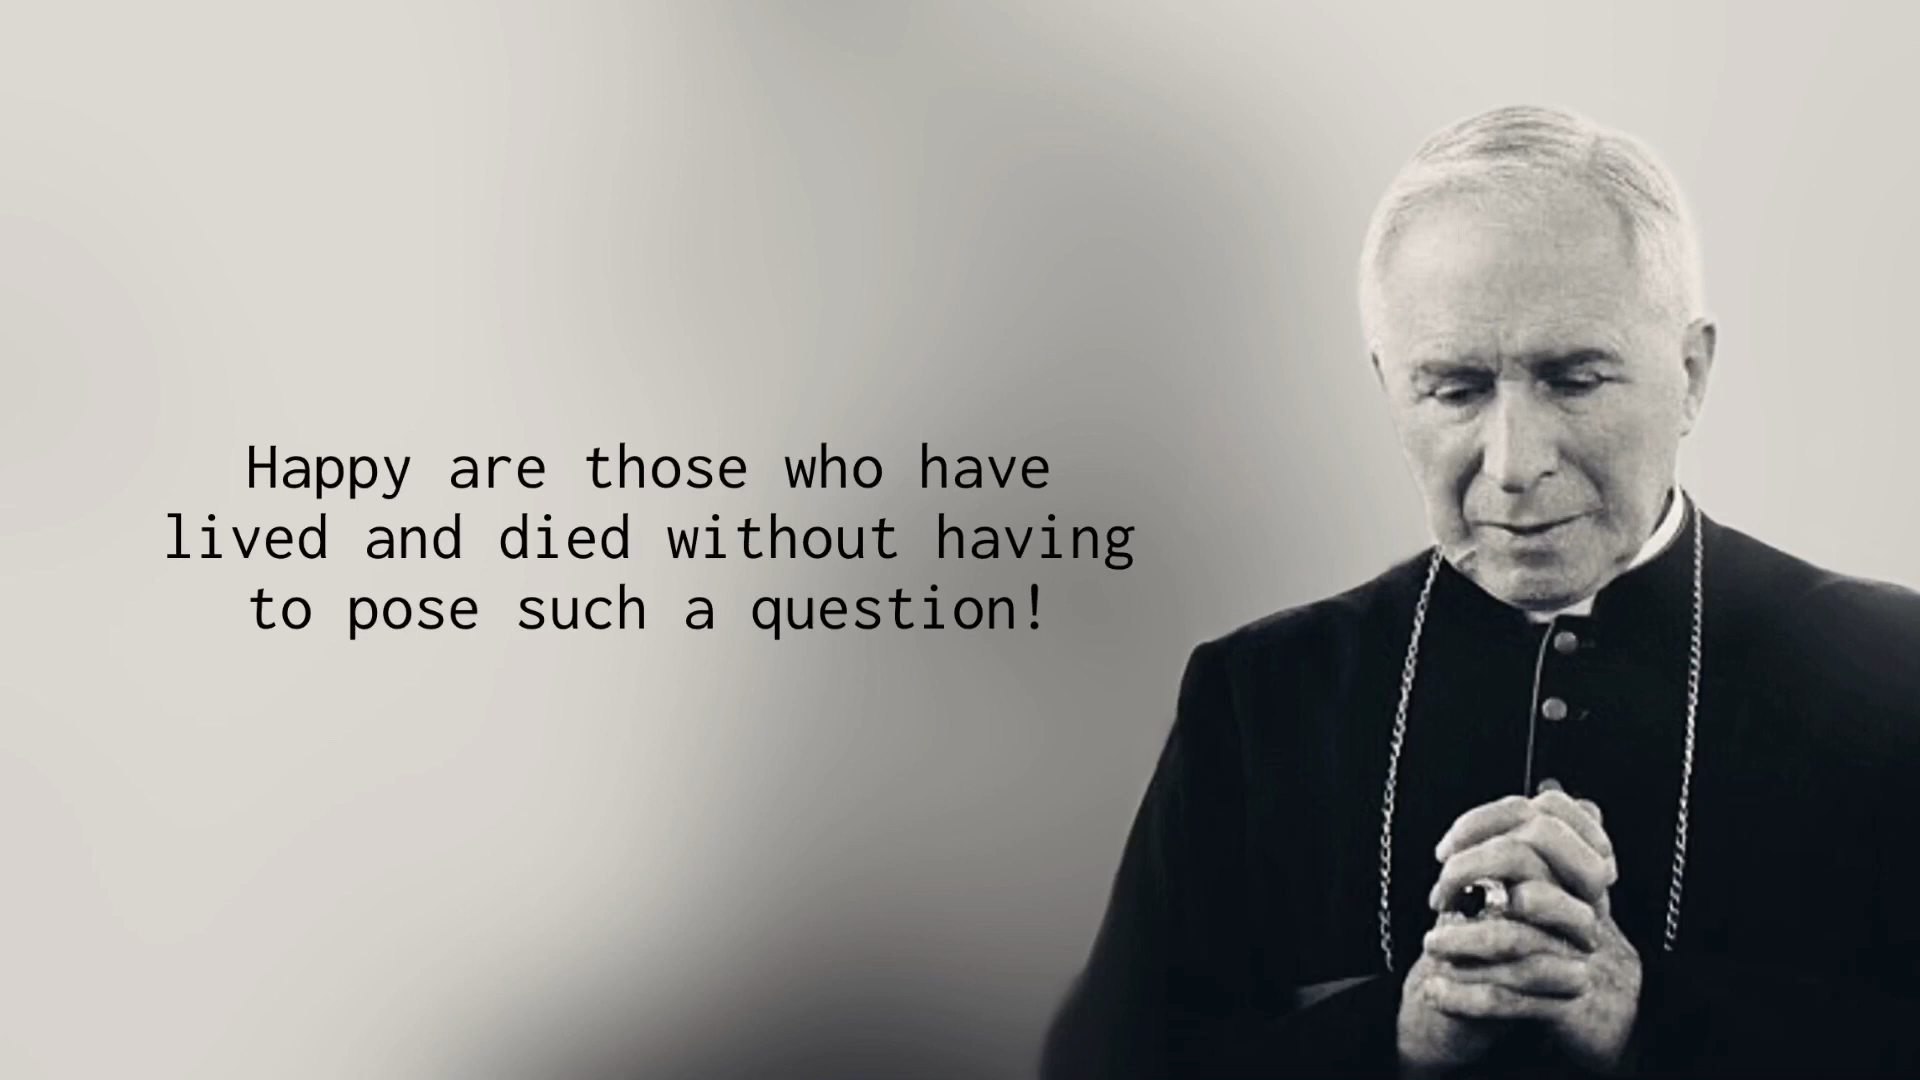 Happy are those who have
lived and died without having
to pose such a question!